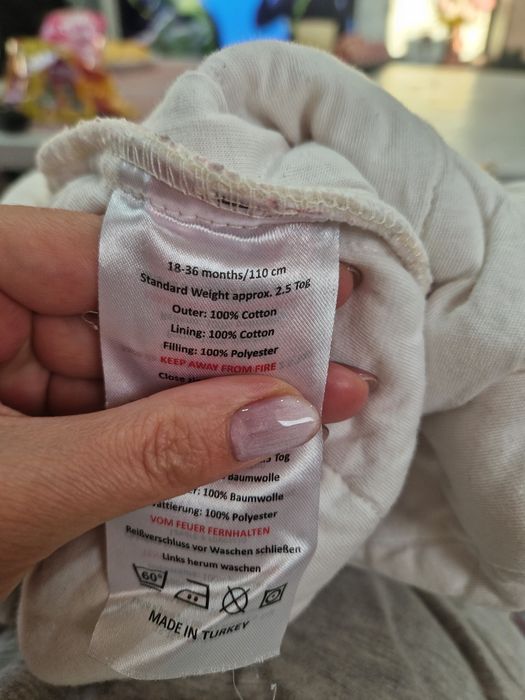 18-36 months/110 cm
Standard Weight approx. 2.5 Tog
Outer: 100% Cotton
Lining: 100% Cotton
Filling: 100% Polyester
KEEP AWAY FROM FIRE
Close
Tog
Baumwolle
100% Baumwolle
100% Polyester
VOM FEUER FERNHALTEN
Reißverschluss vor Waschen schließen
Links herum waschen
60°
MADE IN TURKEY